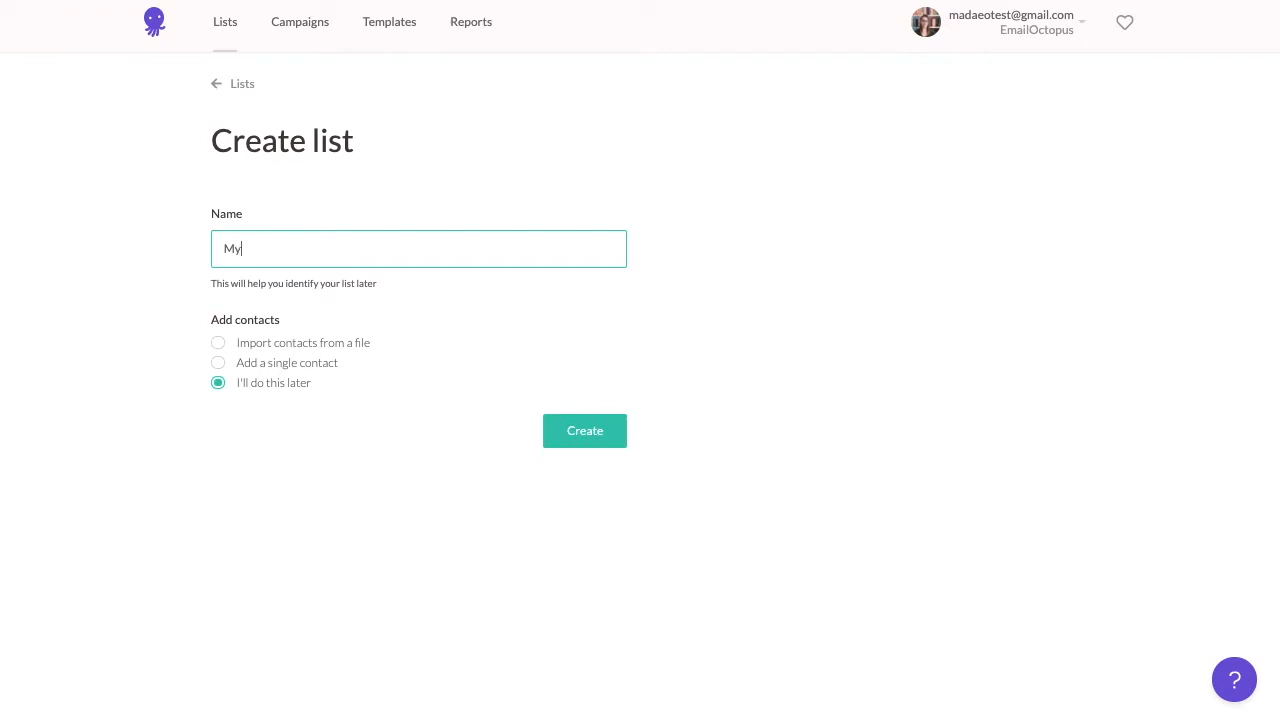 Lists
Campaigns
Templates
Reports
madaeotest@gmail.com
EmailOctopus
Lists
Create list
Name
My
This will help you identify your list later
Add contacts
Import contacts from a file
Add a single contact
I'll do this later
Create
?